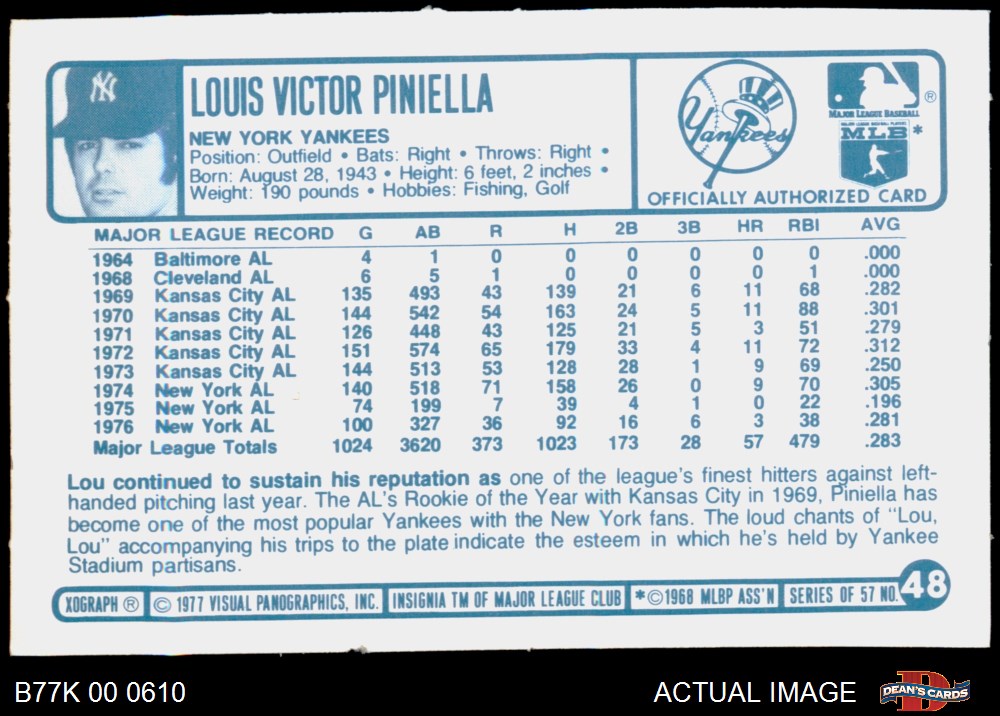 NY
LOUIS VICTOR PINIELLA
NEW YORK YANKEES
Position: Outfield • Bats: Right • Throws: Right •
Born: August 28, 1943 • Height: 6 feet, 2 inches •
Weight: 190 pounds • Hobbies: Fishing, Golf
Yankees
MAJOR LEAGUE BASEBALL ®
MAJOR LEAGUE BASEBALL PLAYERS
MLB *
OFFICIALLY AUTHORIZED CARD
MAJOR LEAGUE RECORD G AB R H 2B 3B HR RBI AVG
1964 Baltimore AL 4 1 0 0 0 0 0 0 .000
1968 Cleveland AL 6 5 1 0 0 0 0 1 .000
1969 Kansas City AL 135 493 43 139 21 6 11 68 .282
1970 Kansas City AL 144 542 54 163 24 5 11 88 .301
1971 Kansas City AL 126 448 43 125 21 5 3 51 .279
1972 Kansas City AL 151 574 65 179 33 4 11 72 .312
1973 Kansas City AL 144 513 53 128 28 1 9 69 .250
1974 New York AL 140 518 71 158 26 0 9 70 .305
1975 New York AL 74 199 7 39 4 1 0 22 .196
1976 New York AL 100 327 36 92 16 6 3 38 .281
Major League Totals 1024 3620 373 1023 173 28 57 479 .283
Lou continued to sustain his reputation as one of the league's finest hitters against left-
handed pitching last year. The AL's Rookie of the Year with Kansas City in 1969, Piniella has
become one of the most popular Yankees with the New York fans. The loud chants of "Lou,
Lou" accompanying his trips to the plate indicate the esteem in which he's held by Yankee
Stadium partisans.
XOGRAPH ® © 1977 VISUAL PANOGRAPHICS, INC. INSIGNIA TM OF MAJOR LEAGUE CLUB *©1968 MLBP ASS'N SERIES OF 57 NO. 48
B77K 00 0610 ACTUAL IMAGE DEAN'S CARDS